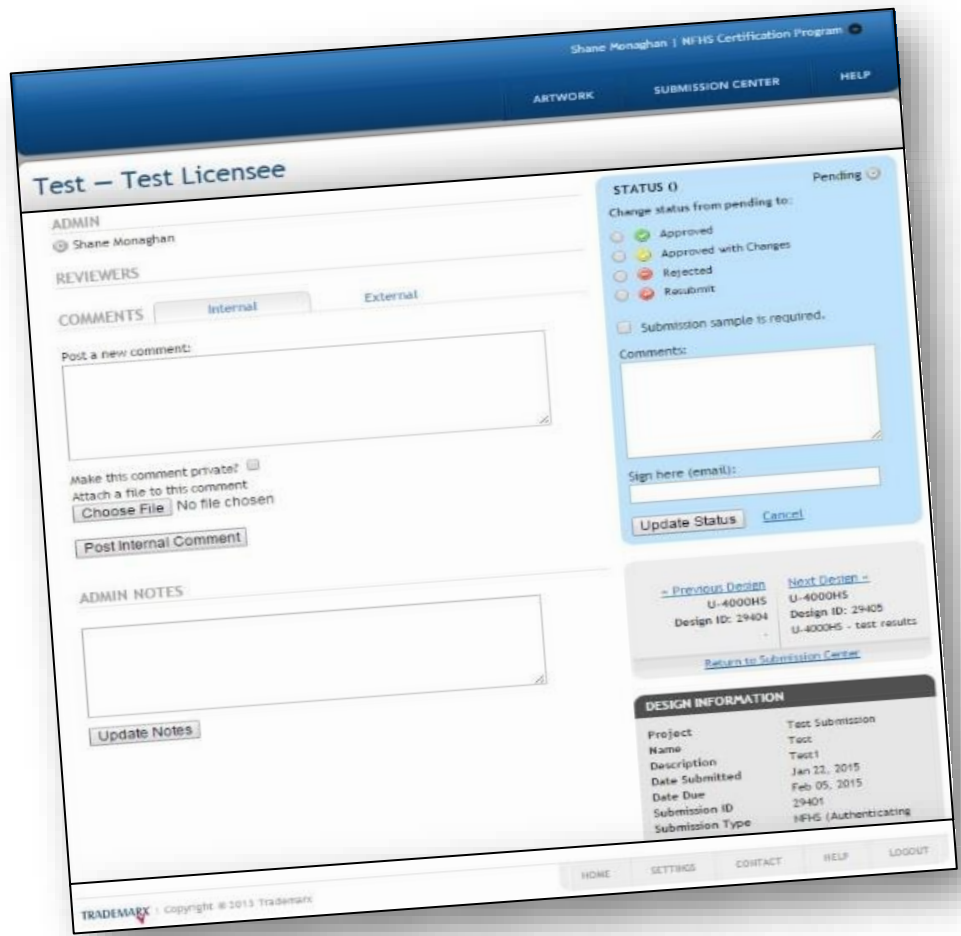 Shane Monaghan | NFHS Certification Program
ARTWORK SUBMISSION CENTER HELP
Test — Test Licensee
ADMIN
Shane Monaghan
REVIEWERS
COMMENTS Internal External
Post a new comment:
Make this comment private?
Attach a file to this comment
Choose File No file chosen
Post Internal Comment
ADMIN NOTES
Update Notes
STATUS () Pending
Change status from pending to:
Approved
Approved with Changes
Rejected
Resubmit
Submission sample is required.
Comments:
Sign here (email):
Update Status Cancel
« Previous Design
U-4000HS
Design ID: 29404
-
Next Design »
U-4000HS
Design ID: 29405
U-4000HS - test results
Return to Submission Center
DESIGN INFORMATION
Project Test Submission
Name Test
Description Test1
Date Submitted Jan 22, 2015
Date Due Feb 05, 2015
Submission ID 29401
Submission Type NFHS (Authenticating
HOME SETTINGS CONTACT HELP LOGOUT
TRADEMARX | Copyright © 2013 Trademarx